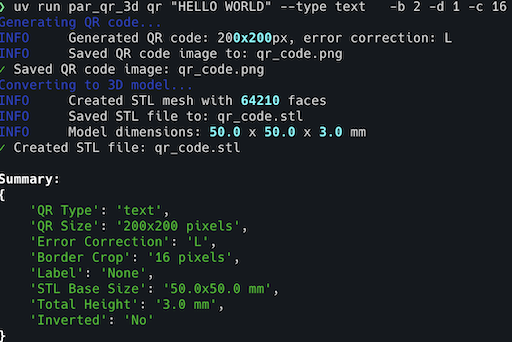 ❯ uv run par_qr_3d qr "HELLO WORLD" --type text   -b 2 -d 1 -c 16
Generating QR code...
INFO     Generated QR code: 200x200px, error correction: L
INFO     Saved QR code image to: qr_code.png
✓ Saved QR code image: qr_code.png
Converting to 3D model...
INFO     Created STL mesh with 64210 faces
INFO     Saved STL file to: qr_code.stl
INFO     Model dimensions: 50.0 x 50.0 x 3.0 mm
✓ Created STL file: qr_code.stl

Summary:
{
    'QR Type': 'text',
    'QR Size': '200x200 pixels',
    'Error Correction': 'L',
    'Border Crop': '16 pixels',
    'Label': 'None',
    'STL Base Size': '50.0x50.0 mm',
    'Total Height': '3.0 mm',
    'Inverted': 'No'
}